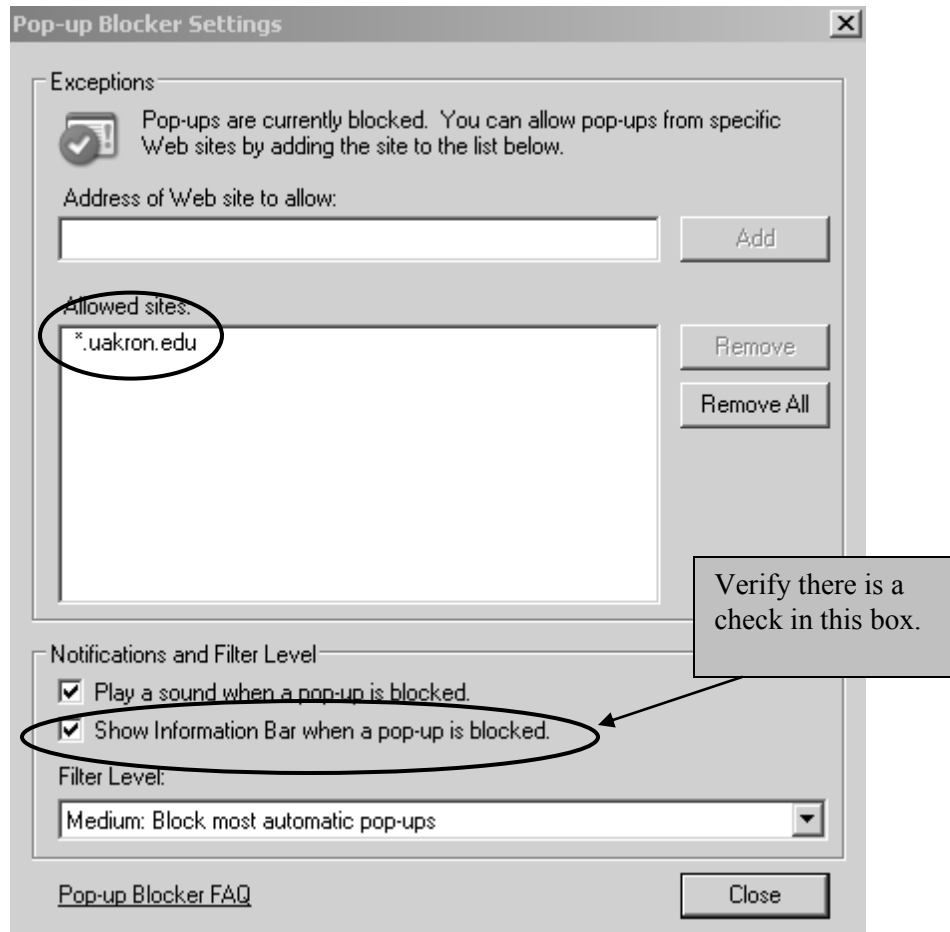 Pop-up Blocker Settings
Exceptions
Pop-ups are currently blocked. You can allow pop-ups from specific
Web sites by adding the site to the list below.
Address of Web site to allow:
Add
Allowed sites:
*.uakron.edu
Remove
Remove All
Verify there is a
check in this box.
Notifications and Filter Level
Play a sound when a pop-up is blocked.
Show Information Bar when a pop-up is blocked.
Filter Level:
Medium: Block most automatic pop-ups
Pop-up Blocker FAQ
Close